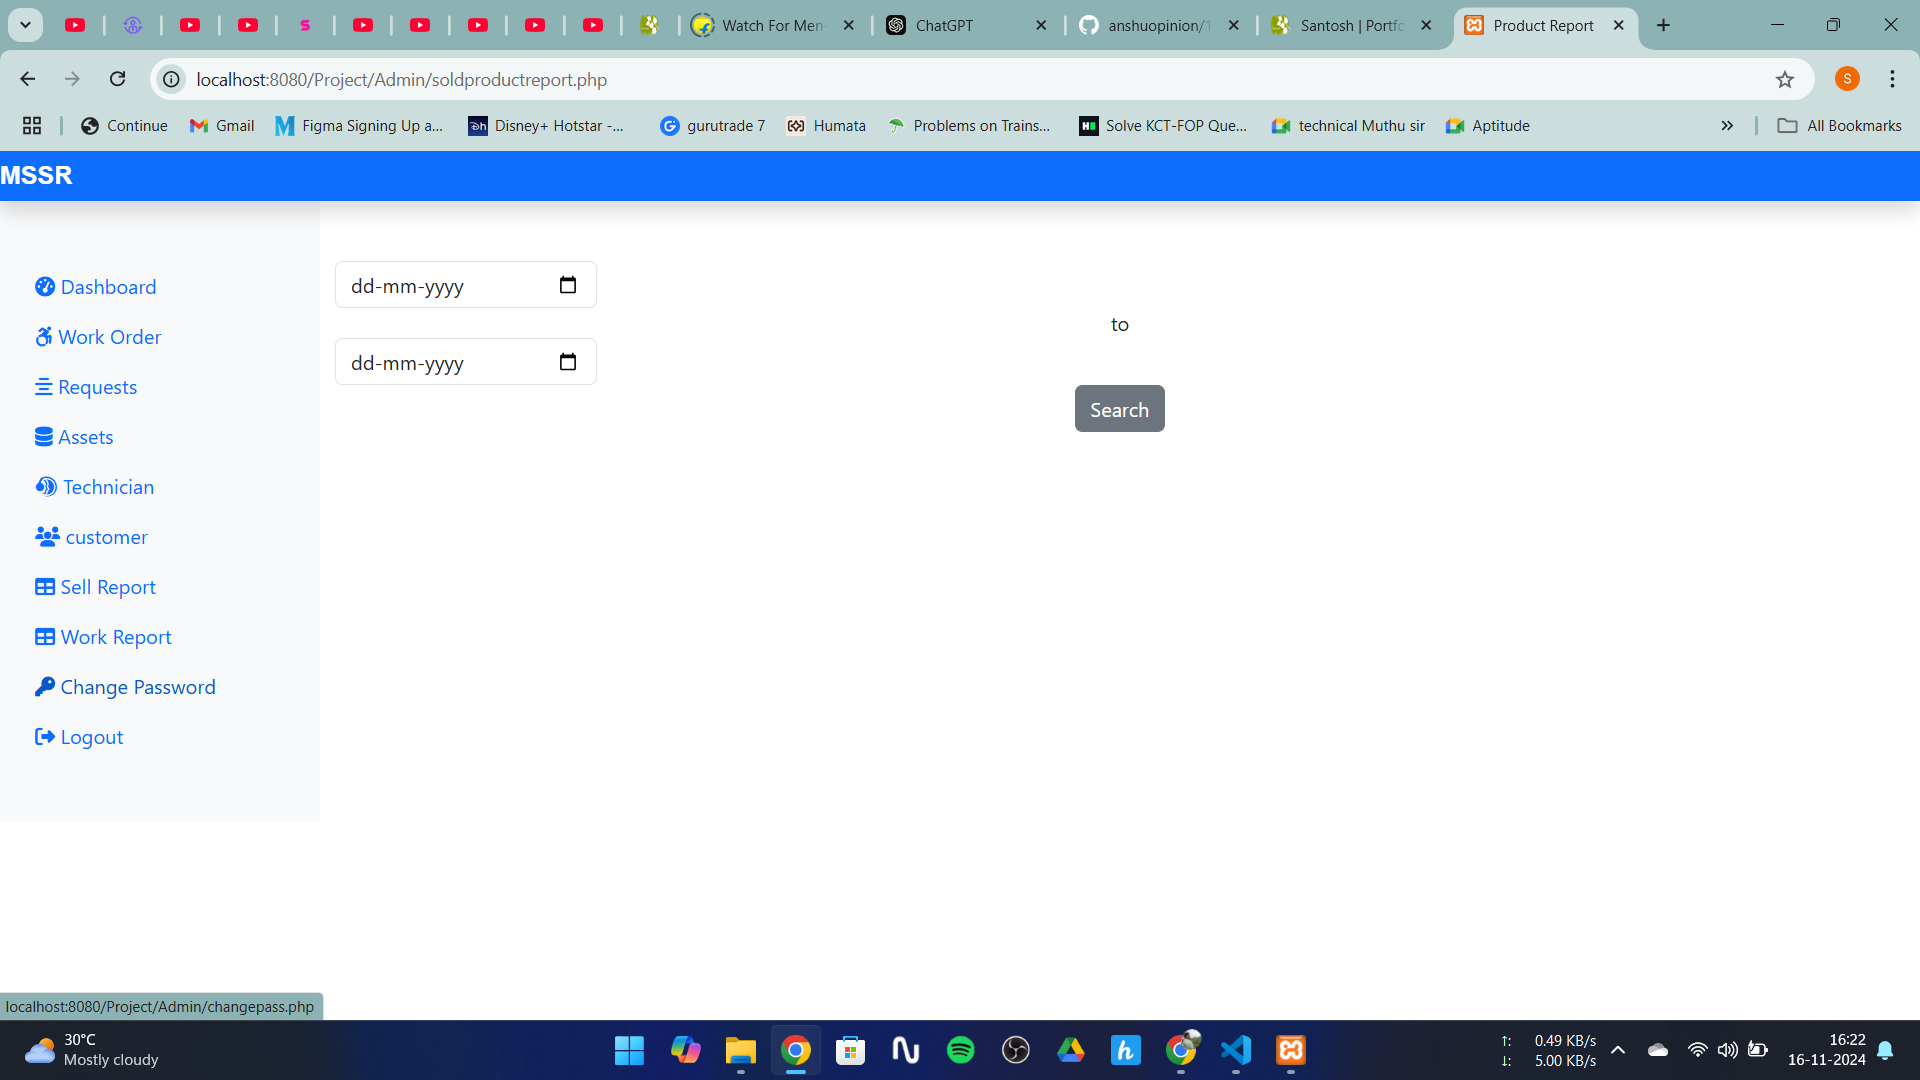 Watch For Men
ChatGPT
anshuopinion/1
Santosh | Portfo
Product Report
localhost:8080/Project/Admin/soldproductreport.php
S
Continue
Gmail
Figma Signing Up a...
Disney+ Hotstar -...
gurutrade 7
Humata
Problems on Trains...
Solve KCT-FOP Que...
technical Muthu sir
Aptitude
All Bookmarks
MSSR
Dashboard
Work Order
Requests
Assets
Technician
customer
Sell Report
Work Report
Change Password
Logout
dd-mm-yyyy
to
dd-mm-yyyy
Search
localhost:8080/Project/Admin/changepass.php
30°C
Mostly cloudy
0.49 KB/s
5.00 KB/s
16:22
16-11-2024